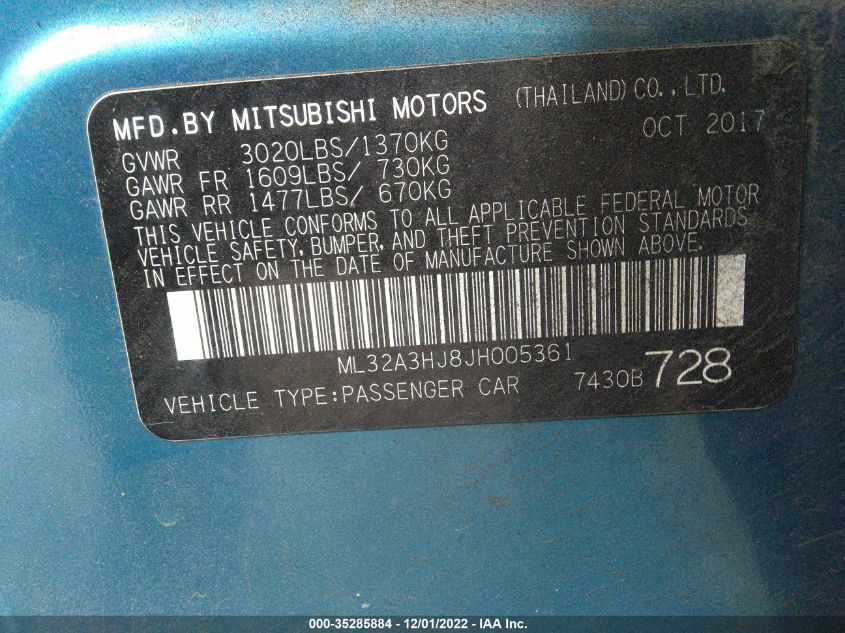 MFD.BY MITSUBISHI MOTORS (THAILAND)CO.,LTD.
OCT 2017
GVWR 3020LBS/1370KG
GAWR FR 1609LBS/ 730KG
GAWR RR 1477LBS/ 670KG
THIS VEHICLE CONFORMS TO ALL APPLICABLE FEDERAL MOTOR
VEHICLE SAFETY,BUMPER,AND THEFT PREVENTION STANDARDS
IN EFFECT ON THE DATE OF MANUFACTURE SHOWN ABOVE.
ML32A3HJ8JH005361
VEHICLE TYPE:PASSENGER CAR 7430B 728
000-35285884 - 12/01/2022 - IAA Inc.